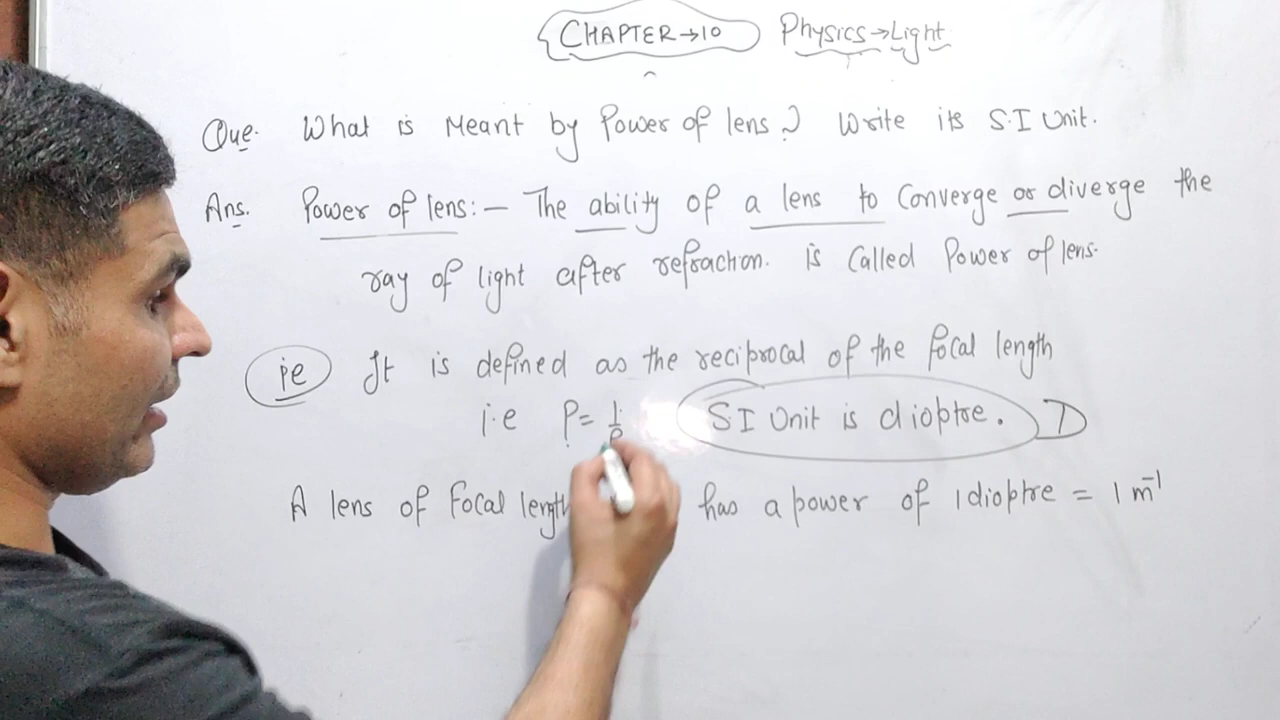 CHAPTER→10 Physics→Light
Que. What is Meant by Power of lens? Write its S.I Unit.
Ans. Power of lens:— The ability of a lens to Converge or diverge the
ray of light after refraction. is Called Power of lens.
ie It is defined as the reciprocal of the focal length
i.e P= 1/f S.I Unit is dioptre. D
A lens of Focal length has a power of 1dioptre = 1 m⁻¹